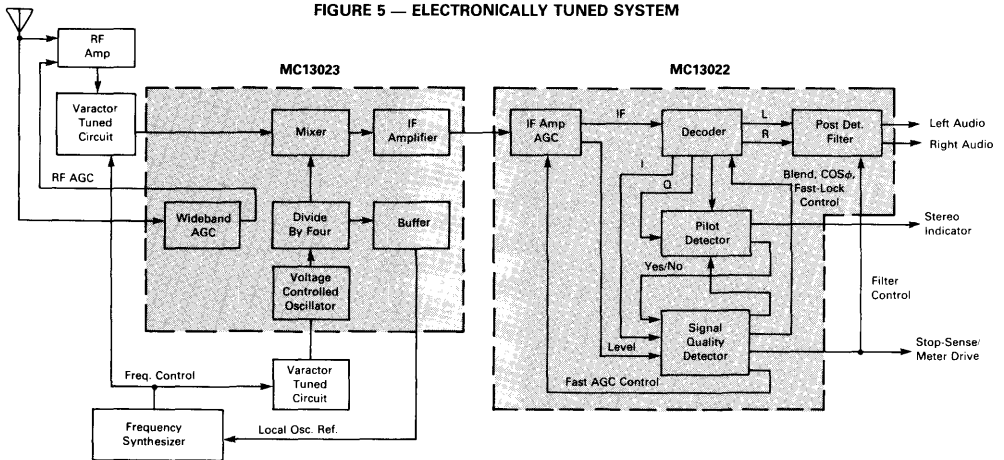 FIGURE 5 — ELECTRONICALLY TUNED SYSTEM
RF
Amp
MC13023
MC13022
Varactor
Tuned
Circuit
Mixer
IF
Amplifier
IF Amp
AGC
IF
Decoder
L
R
Post Det.
Filter
Left Audio
Right Audio
RF AGC
I
Q
Blend, COSϕ,
Fast-Lock
Control
Wideband
AGC
Divide
By Four
Buffer
Pilot
Detector
Stereo
Indicator
Yes/No
Voltage
Controlled
Oscillator
Filter
Control
Signal
Quality
Detector
Level
Stop-Sense/
Meter Drive
Freq. Control
Varactor
Tuned
Circuit
Fast AGC Control
Frequency
Synthesizer
Local Osc. Ref.